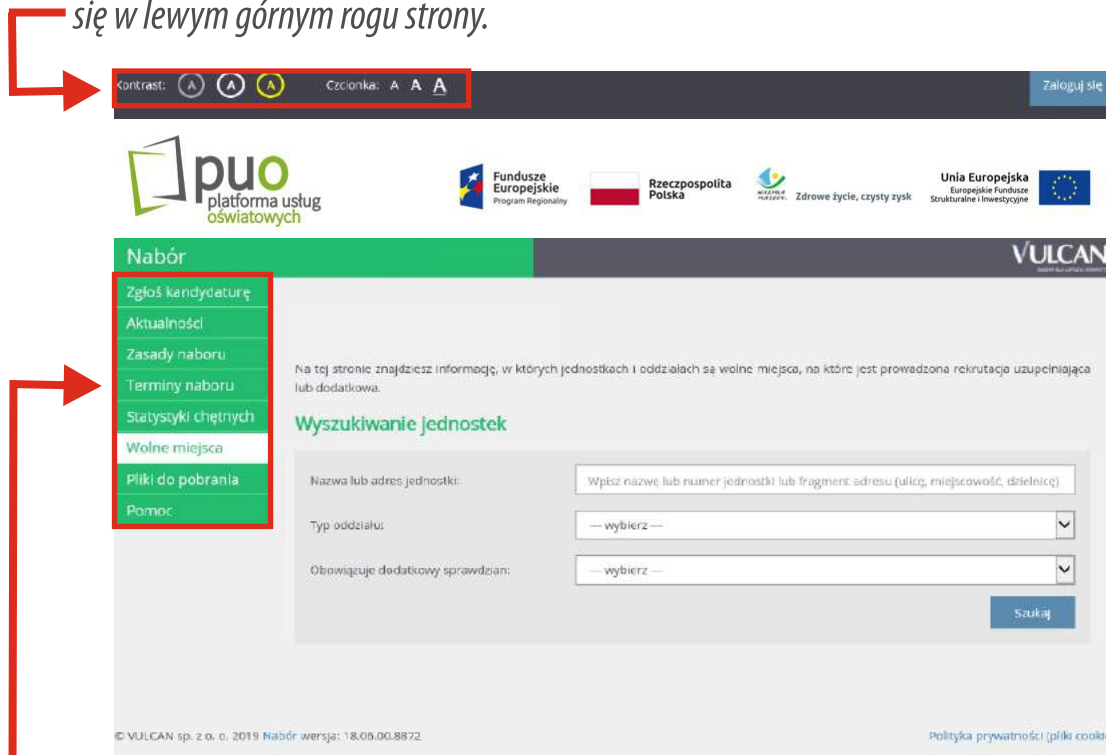 się w lewym górnym rogu strony.
Kontrast: A A A Czcionka: A A A
Zaloguj się
puo
platforma usług
oświatowych
Fundusze
Europejskie
Program Regionalny
Rzeczpospolita
Polska
Zdrowe życie, czysty zysk
Unia Europejska
Europejskie Fundusze
Strukturalne i Inwestycyjne
Nabór
VULCAN
Zgłoś kandydaturę
Aktualności
Zasady naboru
Terminy naboru
Statystyki chętnych
Wolne miejsca
Pliki do pobrania
Pomoc
Na tej stronie znajdziesz informację, w których jednostkach i oddziałach są wolne miejsca, na które jest prowadzona rekrutacja uzupełniająca
lub dodatkowa.
Wyszukiwanie jednostek
Nazwa lub adres jednostki:
Wpisz nazwę lub numer jednostki lub fragment adresu (ulicę, miejscowość, dzielnicę)
Typ oddziału:
--- wybierz ---
Obowiązuje dodatkowy sprawdzian:
--- wybierz ---
Szukaj
© VULCAN sp. z o. o. 2019 Nabór wersja: 18.06.00.8872
Polityka prywatności (pliki cookie